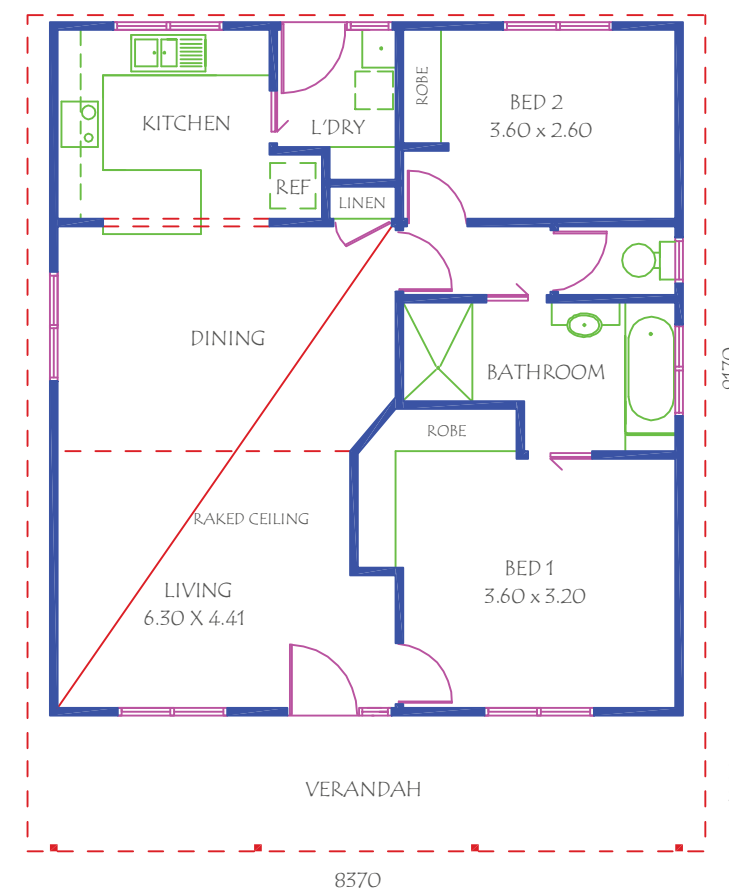 KITCHEN
L'DRY
ROBE
BED 2
3.60 x 2.60
REF
LINEN
DINING
BATHROOM
ROBE
RAKED CEILING
LIVING
6.30 X 4.41
BED 1
3.60 x 3.20
VERANDAH
8370